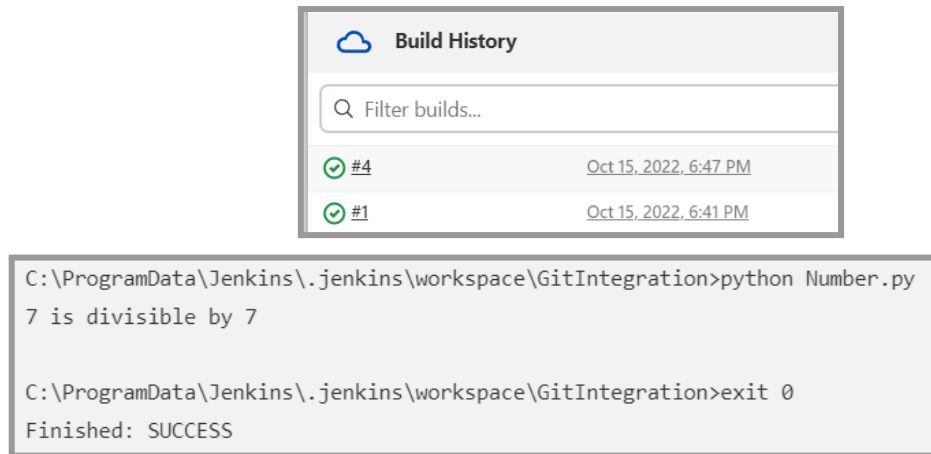 Build History
Filter builds...
#4 Oct 15, 2022, 6:47 PM
#1 Oct 15, 2022, 6:41 PM
C:\ProgramData\Jenkins\.jenkins\workspace\GitIntegration>python Number.py
7 is divisible by 7
C:\ProgramData\Jenkins\.jenkins\workspace\GitIntegration>exit 0
Finished: SUCCESS